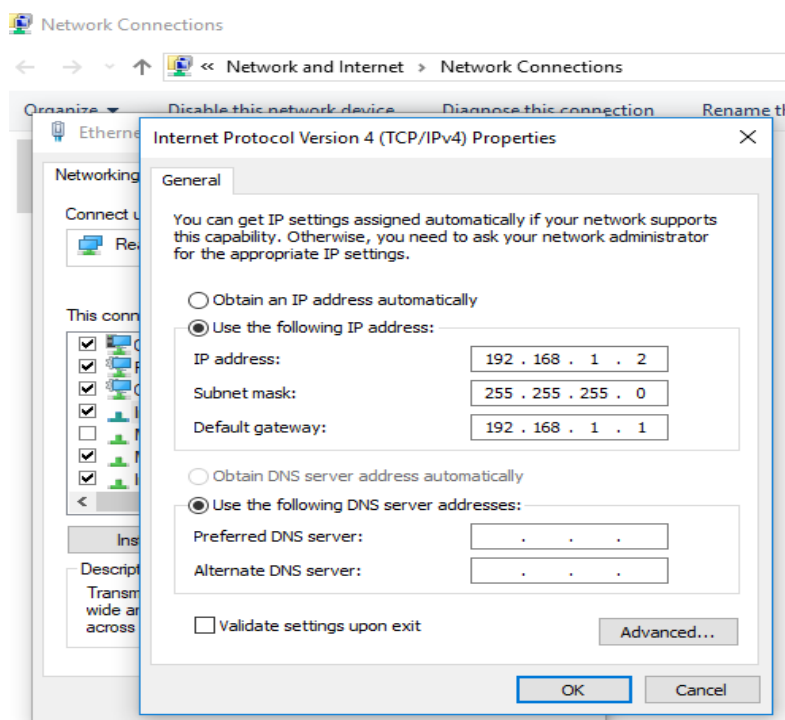 Network Connections
« Network and Internet › Network Connections
Organize Disable this network device Diagnose this connection Rename
Internet Protocol Version 4 (TCP/IPv4) Properties
Networking
General
Connect
You can get IP settings assigned automatically if your network supports
this capability. Otherwise, you need to ask your network administrator
for the appropriate IP settings.
Obtain an IP address automatically
This
Use the following IP address:
IP address: 192 . 168 . 1 . 2
Subnet mask: 255 . 255 . 255 . 0
Default gateway: 192 . 168 . 1 . 1
Obtain DNS server address automatically
Use the following DNS server addresses:
Preferred DNS server: . . .
Alternate DNS server: . . .
Validate settings upon exit
Advanced...
wide
across
OK Cancel